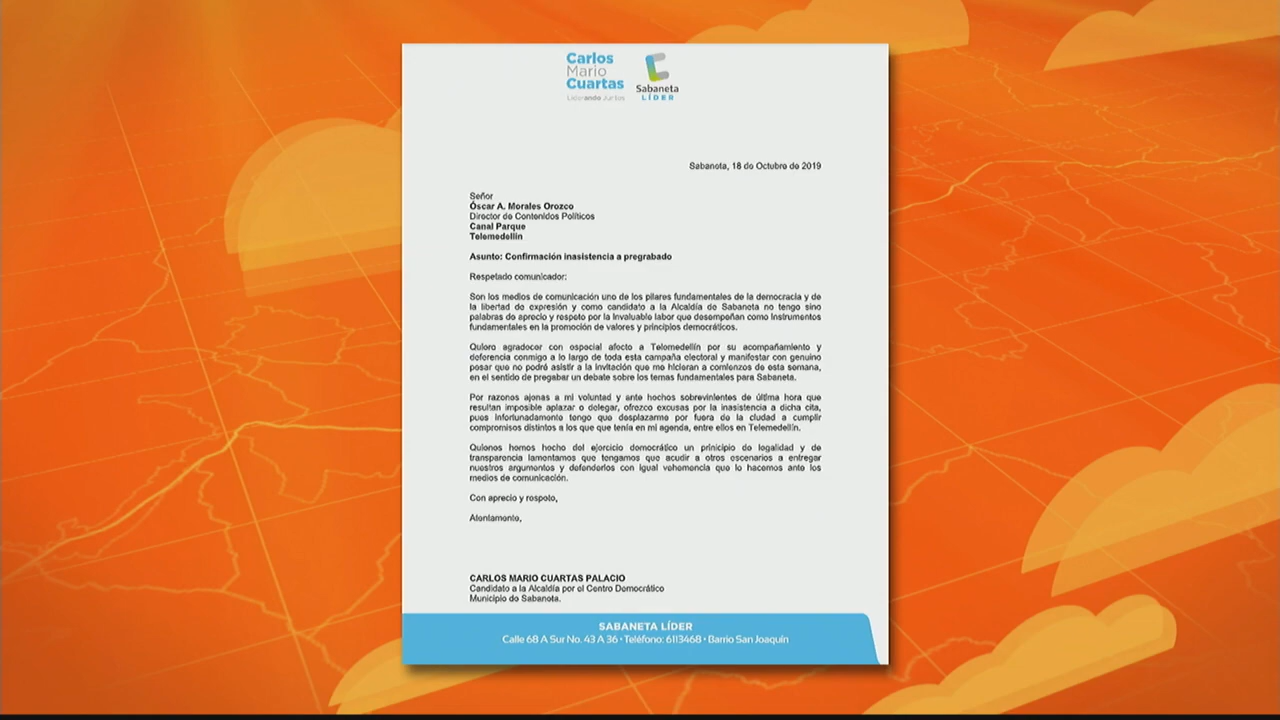 Carlos
Mario
Cuartas
Liderando Juntos
Sabaneta
LÍDER
Sabaneta, 18 de Octubre de 2019
Señor
Óscar A. Morales Orozco
Director de Contenidos Políticos
Canal Parque
Telemedellín
Asunto: Confirmación inasistencia a pregrabado
Respetado comunicador:
Son los medios de comunicación uno de los pilares fundamentales de la democracia y de
la libertad de expresión y como candidato a la Alcaldía de Sabaneta no tengo sino
palabras de aprecio y respeto por la invaluable labor que desempeñan como instrumentos
fundamentales en la promoción de valores y principios democráticos.
Quiero agradecer con especial afecto a Telemedellín por su acompañamiento y
deferencia conmigo a lo largo de toda esta campaña electoral y manifestar con genuino
pesar que no podré asistir a la invitación que me hicieran a comienzos de esta semana,
en el sentido de pregabar un debate sobre los temas fundamentales para Sabaneta.
Por razones ajenas a mi voluntad y ante hechos sobrevinientes de última hora que
resultan imposible aplazar o delegar, ofrezco excusas por la inasistencia a dicha cita,
pues infortunadamente tengo que desplazarme por fuera de la ciudad a cumplir
compromisos distintos a los que que tenía en mi agenda, entre ellos en Telemedellín.
Quienes hemos hecho del ejercicio democrático un prinicipio de legalidad y de
transparencia lamentamos que tengamos que acudir a otros escenarios a entregar
nuestros argumentos y defenderlos con igual vehemencia que lo hacemos ante los
medios de comunicación.
Con aprecio y respeto,
Atentamente,
CARLOS MARIO CUARTAS PALACIO
Candidato a la Alcaldía por el Centro Democrático
Municipio de Sabaneta.
SABANETA LÍDER
Calle 68 A Sur No. 43 A 36 • Teléfono: 6113468 • Barrio San Joaquín